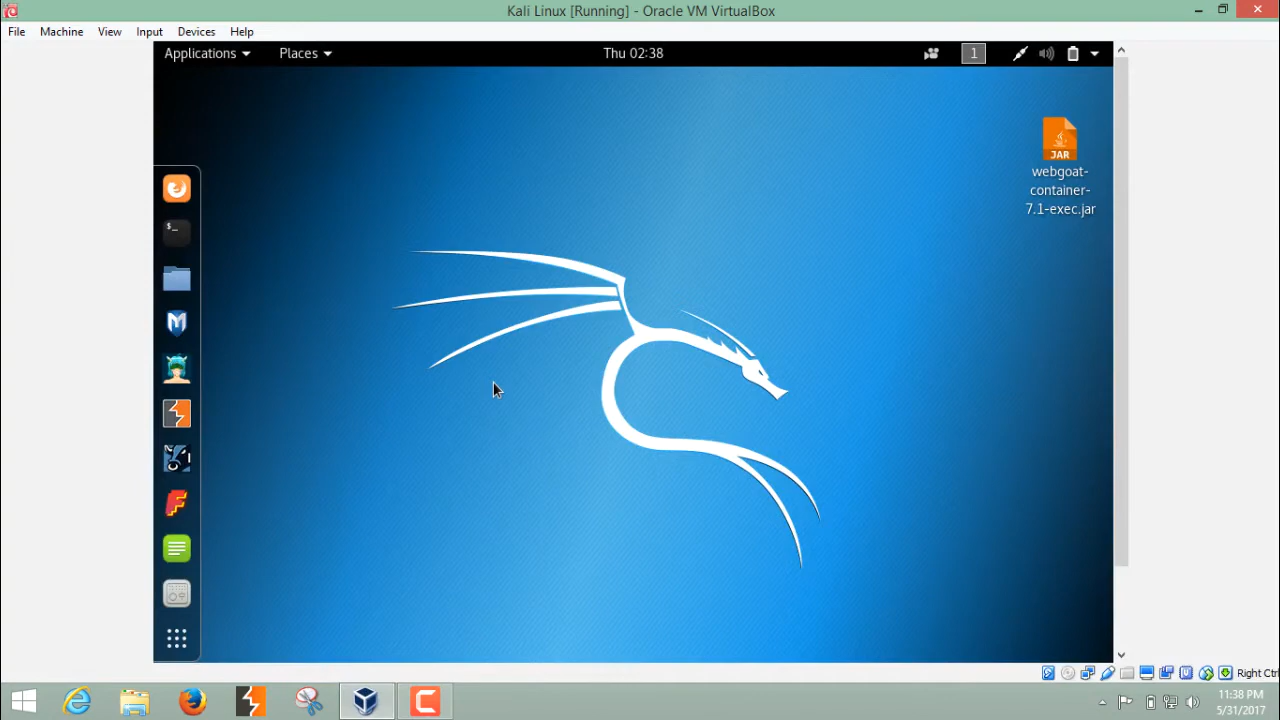 Kali Linux [Running] - Oracle VM VirtualBox
File Machine View Input Devices Help
Applications Places Thu 02:38 1
JAR
webgoat-
container-
7.1-exec.jar
$_
M
Right Ctrl
11:38 PM
5/31/2017